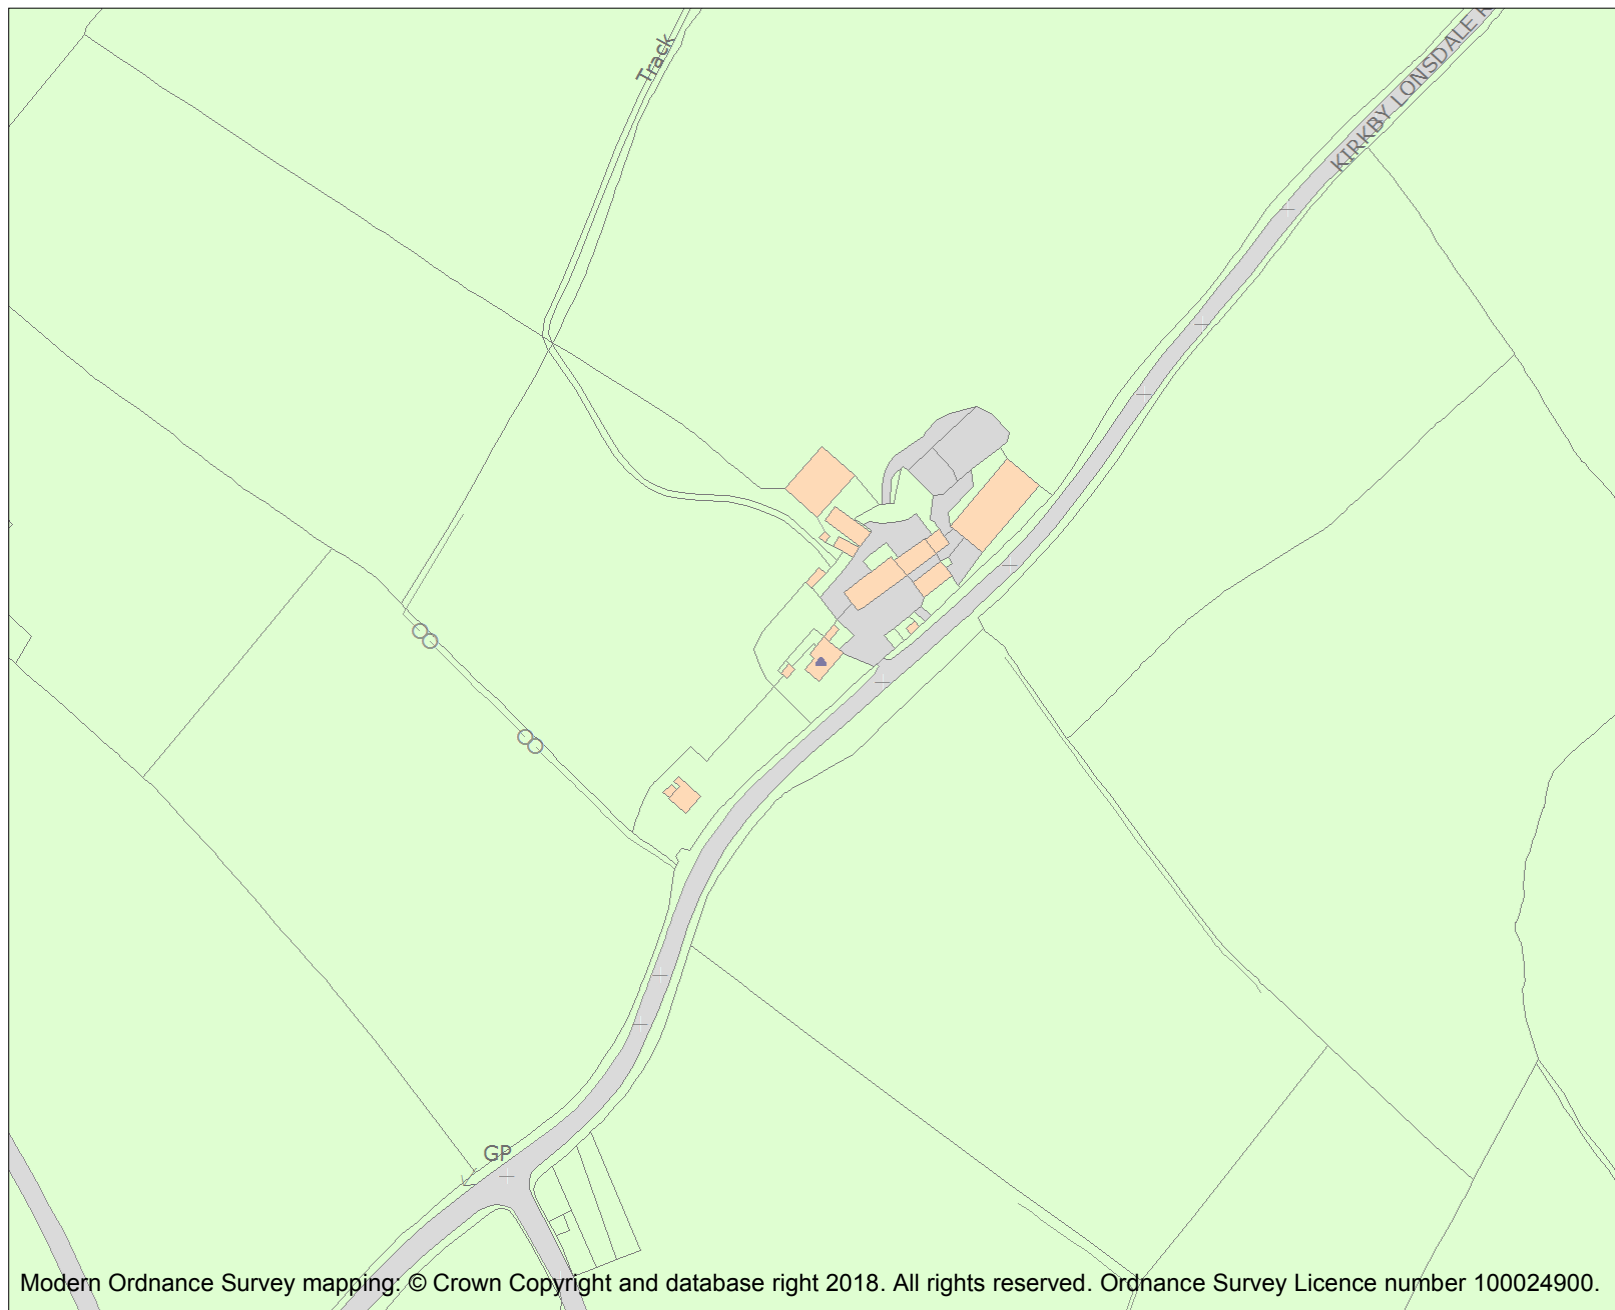 Track
KIRKBY LONSDALE
GP
Modern Ordnance Survey mapping: © Crown Copyright and database right 2018. All rights reserved. Ordnance Survey Licence number 100024900.